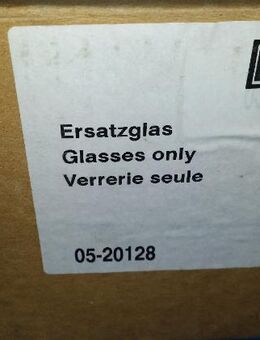 Ersatzglas
Glasses only
Verrerie seule
05-20128